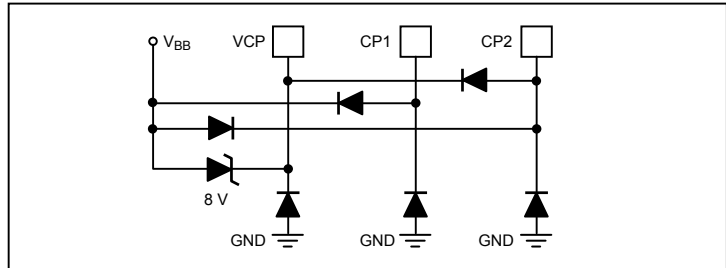 VBB
VCP
CP1
CP2
8 V
GND
GND
GND